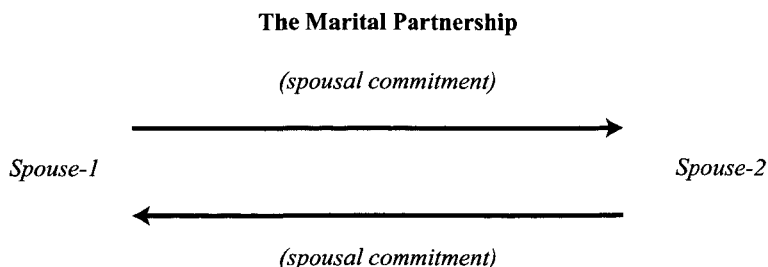 The Marital Partnership
(spousal commitment)
Spouse-1
Spouse-2
(spousal commitment)